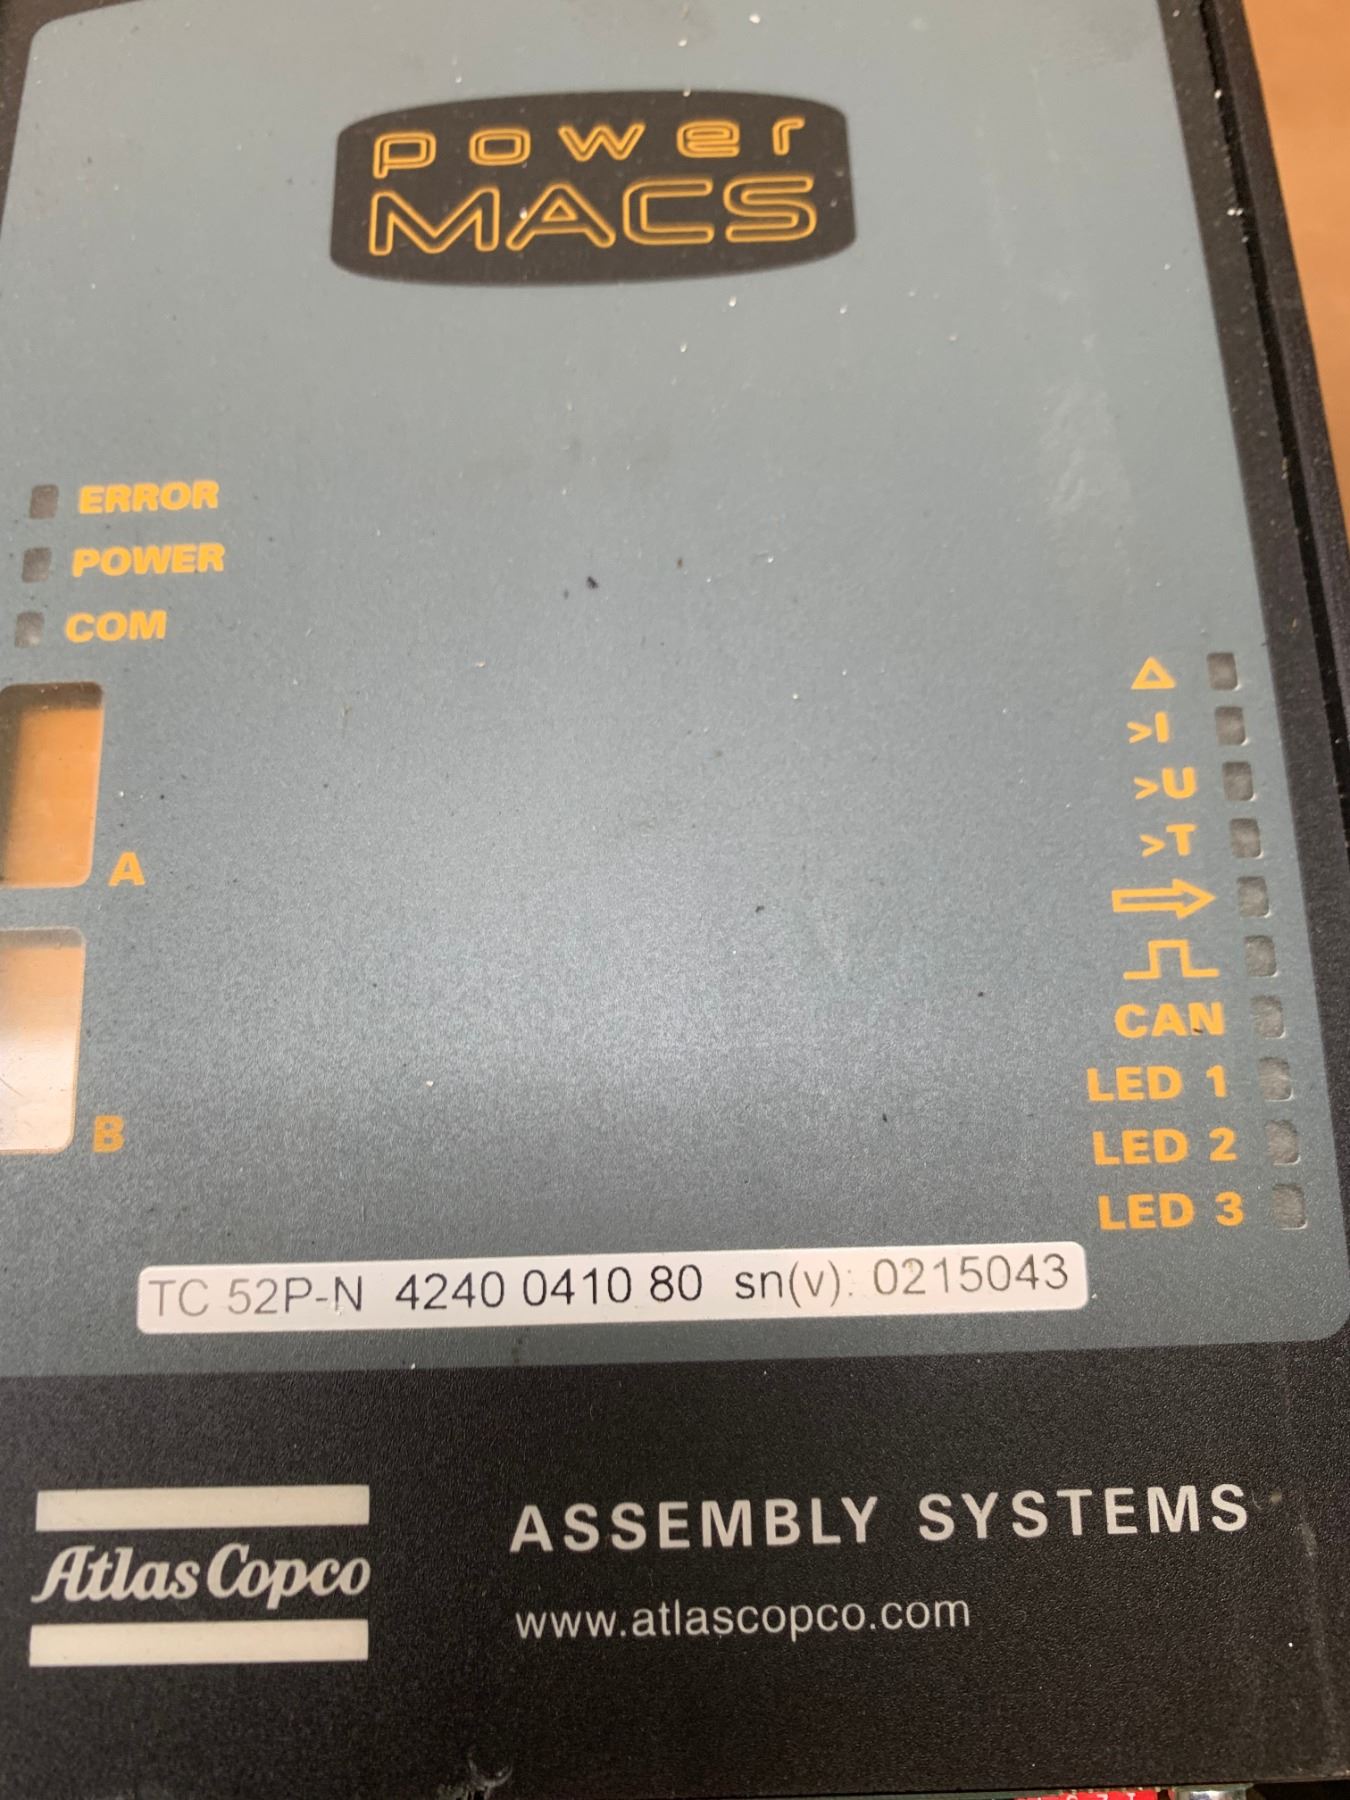 power
MACS
ERROR
POWER
COM
A
B
>I
>U
>T
CAN
LED 1
LED 2
LED 3
TC 52P-N 4240 0410 80 sn(v): 0215043
Atlas Copco
ASSEMBLY SYSTEMS
www.atlascopco.com